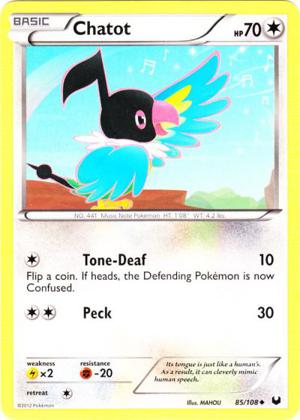 BASIC
Chatot
HP 70
NO. 441 Music Note Pokémon HT. 1'08" WT. 4.2 lbs.
Tone-Deaf 10
Flip a coin. If heads, the Defending Pokémon is now
Confused.
Peck 30
weakness
×2
resistance
-20
retreat
Its tongue is just like a human's.
As a result, it can cleverly mimic
human speech.
©2012 Pokémon
Illus. MAHOU
85/108